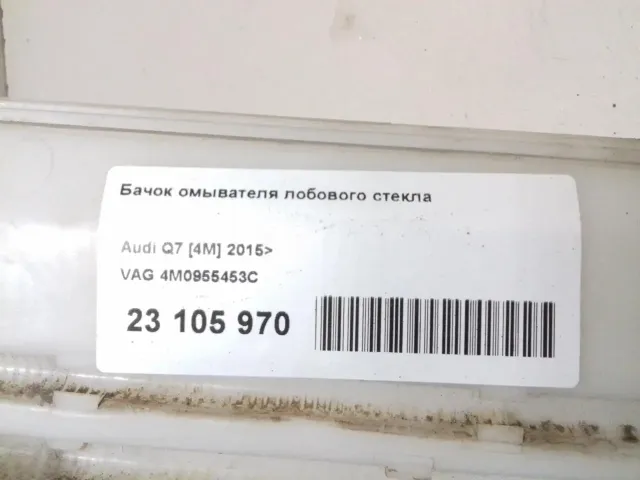 Бачок омывателя лобового стекла
Audi Q7 [4M] 2015>
VAG 4M0955453C
23 105 970